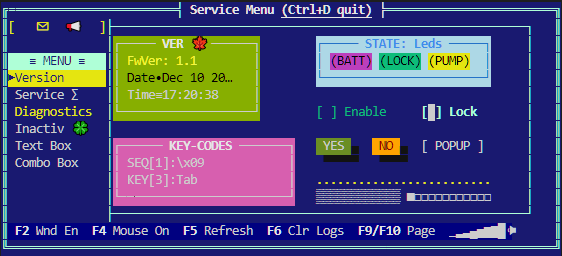 Service Menu (Ctrl+D quit)
[ ]
≡ MENU ≡
►Version
Service ∑
Diagnostics
Inactiv
Text Box
Combo Box
VER
FwVer: 1.1
Date•Dec 10 20…
Time=17:20:38
STATE: Leds
(BATT) (LOCK) (PUMP)
[ ] Enable [ ] Lock
KEY-CODES
SEQ[1]:\x09
KEY[3]:Tab
YES NO [ POPUP ]
F2 Wnd En F4 Mouse On F5 Refresh F6 Clr Logs F9/F10 Page